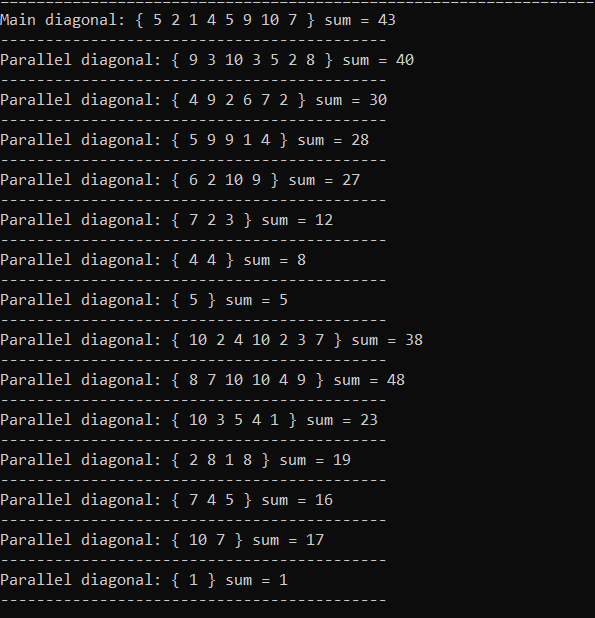 Main diagonal: { 5 2 1 4 5 9 10 7 } sum = 43
-------------------------------------------
Parallel diagonal: { 9 3 10 3 5 2 8 } sum = 40
-------------------------------------------
Parallel diagonal: { 4 9 2 6 7 2 } sum = 30
-------------------------------------------
Parallel diagonal: { 5 9 9 1 4 } sum = 28
-------------------------------------------
Parallel diagonal: { 6 2 10 9 } sum = 27
-------------------------------------------
Parallel diagonal: { 7 2 3 } sum = 12
-------------------------------------------
Parallel diagonal: { 4 4 } sum = 8
-------------------------------------------
Parallel diagonal: { 5 } sum = 5
-------------------------------------------
Parallel diagonal: { 10 2 4 10 2 3 7 } sum = 38
-------------------------------------------
Parallel diagonal: { 8 7 10 10 4 9 } sum = 48
-------------------------------------------
Parallel diagonal: { 10 3 5 4 1 } sum = 23
-------------------------------------------
Parallel diagonal: { 2 8 1 8 } sum = 19
-------------------------------------------
Parallel diagonal: { 7 4 5 } sum = 16
-------------------------------------------
Parallel diagonal: { 10 7 } sum = 17
-------------------------------------------
Parallel diagonal: { 1 } sum = 1
-------------------------------------------